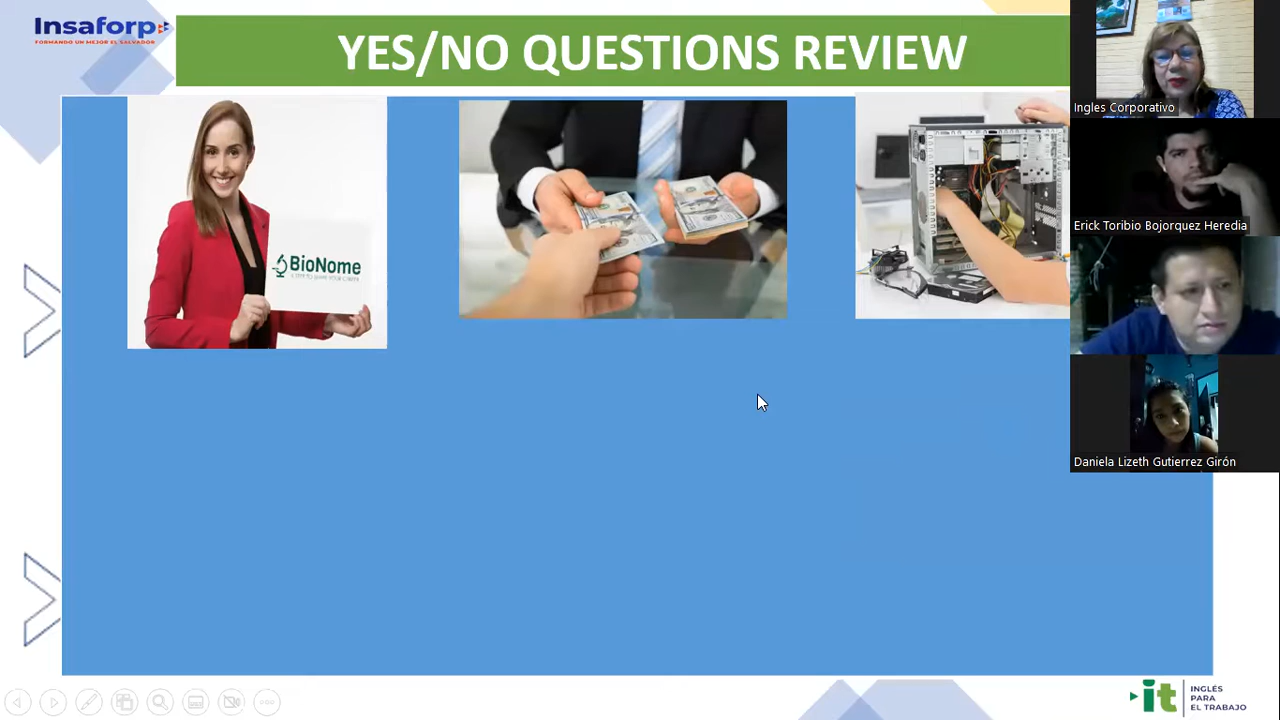 Insaforp
FORMANDO UN MEJOR EL SALVADOR
YES/NO QUESTIONS REVIEW
BioNome
Ingles Corporativo
Erick Toribio Bojorquez Heredia
Daniela Lizeth Gutierrez Girón
it
INGLÉS
PARA
EL TRABAJO